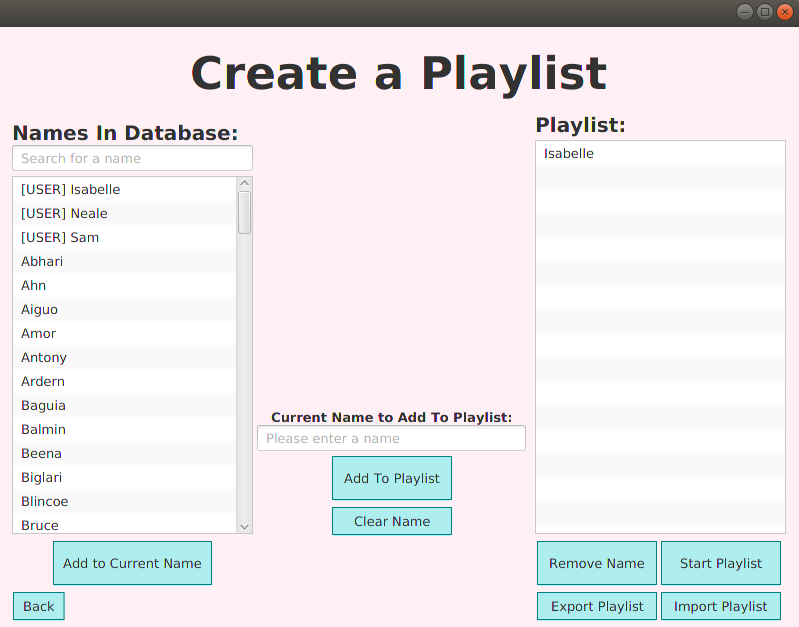 Create a Playlist
Names In Database:
Search for a name
[USER] Isabelle
[USER] Neale
[USER] Sam
Abhari
Ahn
Aiguo
Amor
Antony
Ardern
Baguia
Balmin
Beena
Biglari
Blincoe
Bruce
Add to Current Name
Back
Current Name to Add To Playlist:
Please enter a name
Add To Playlist
Clear Name
Playlist:
Isabelle
Remove Name
Start Playlist
Export Playlist
Import Playlist